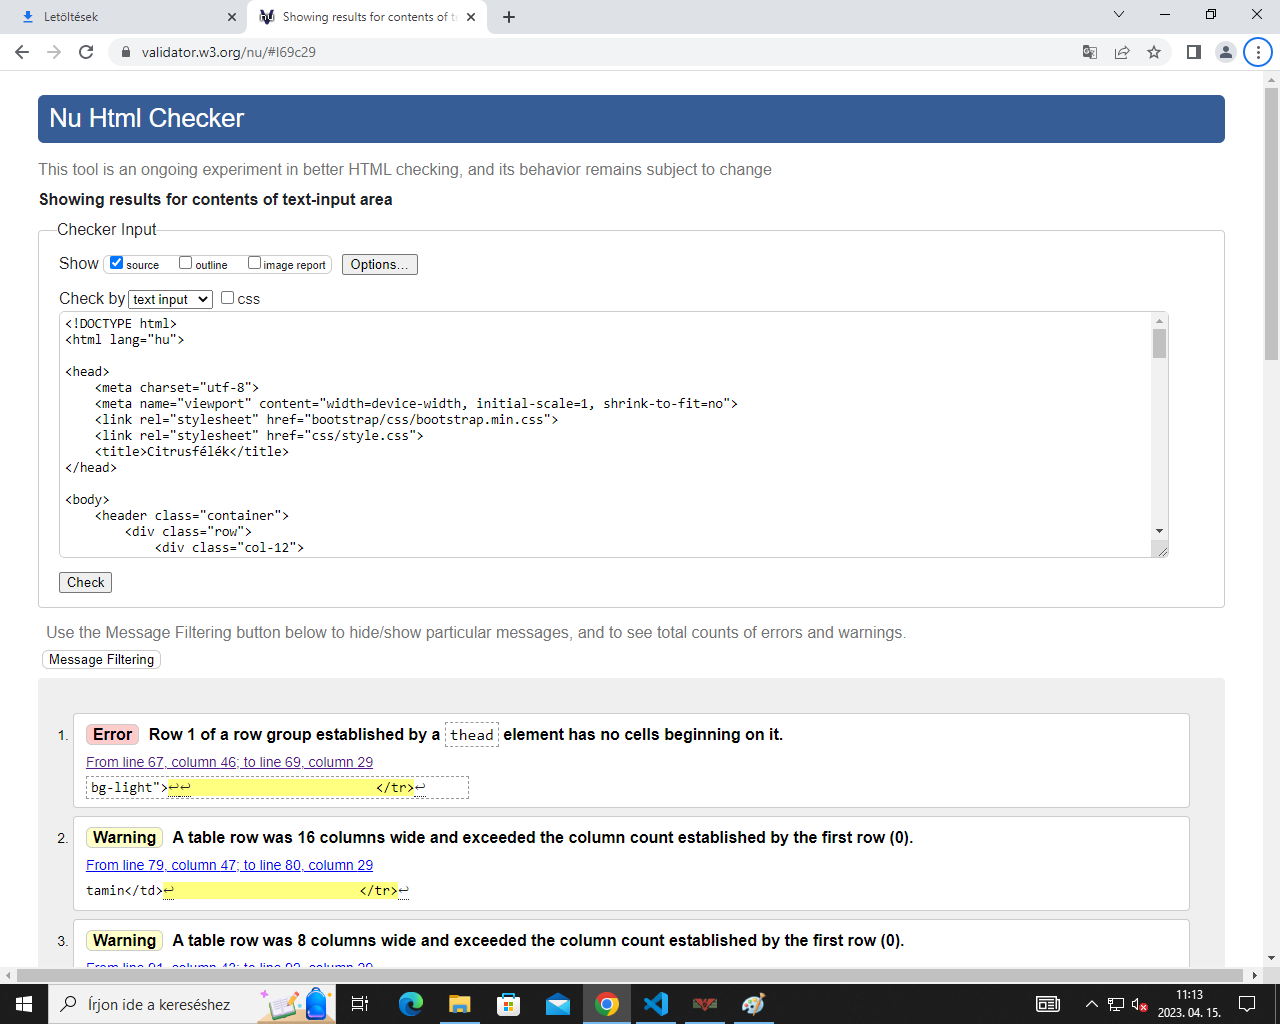 Letöltések
Showing results for contents of t
validator.w3.org/nu/#l69c29
Nu Html Checker
This tool is an ongoing experiment in better HTML checking, and its behavior remains subject to change
Showing results for contents of text-input area
Checker Input
Show source outline image report Options...
Check by text input css
<!DOCTYPE html>
<html lang="hu">
<head>
<meta charset="utf-8">
<meta name="viewport" content="width=device-width, initial-scale=1, shrink-to-fit=no">
<link rel="stylesheet" href="bootstrap/css/bootstrap.min.css">
<link rel="stylesheet" href="css/style.css">
<title>Citrusfélék</title>
</head>
<body>
<header class="container">
<div class="row">
<div class="col-12">
Check
Use the Message Filtering button below to hide/show particular messages, and to see total counts of errors and warnings.
Message Filtering
1. Error Row 1 of a row group established by a thead element has no cells beginning on it.
From line 67, column 46; to line 69, column 29
bg-light">↩↩ </tr>↩
2. Warning A table row was 16 columns wide and exceeded the column count established by the first row (0).
From line 79, column 47; to line 80, column 29
tamin</td>↩ </tr>↩
3. Warning A table row was 8 columns wide and exceeded the column count established by the first row (0).
From line 91, column 43; to line 92, column 29
Írjon ide a kereséshez
11:13
2023. 04. 15.